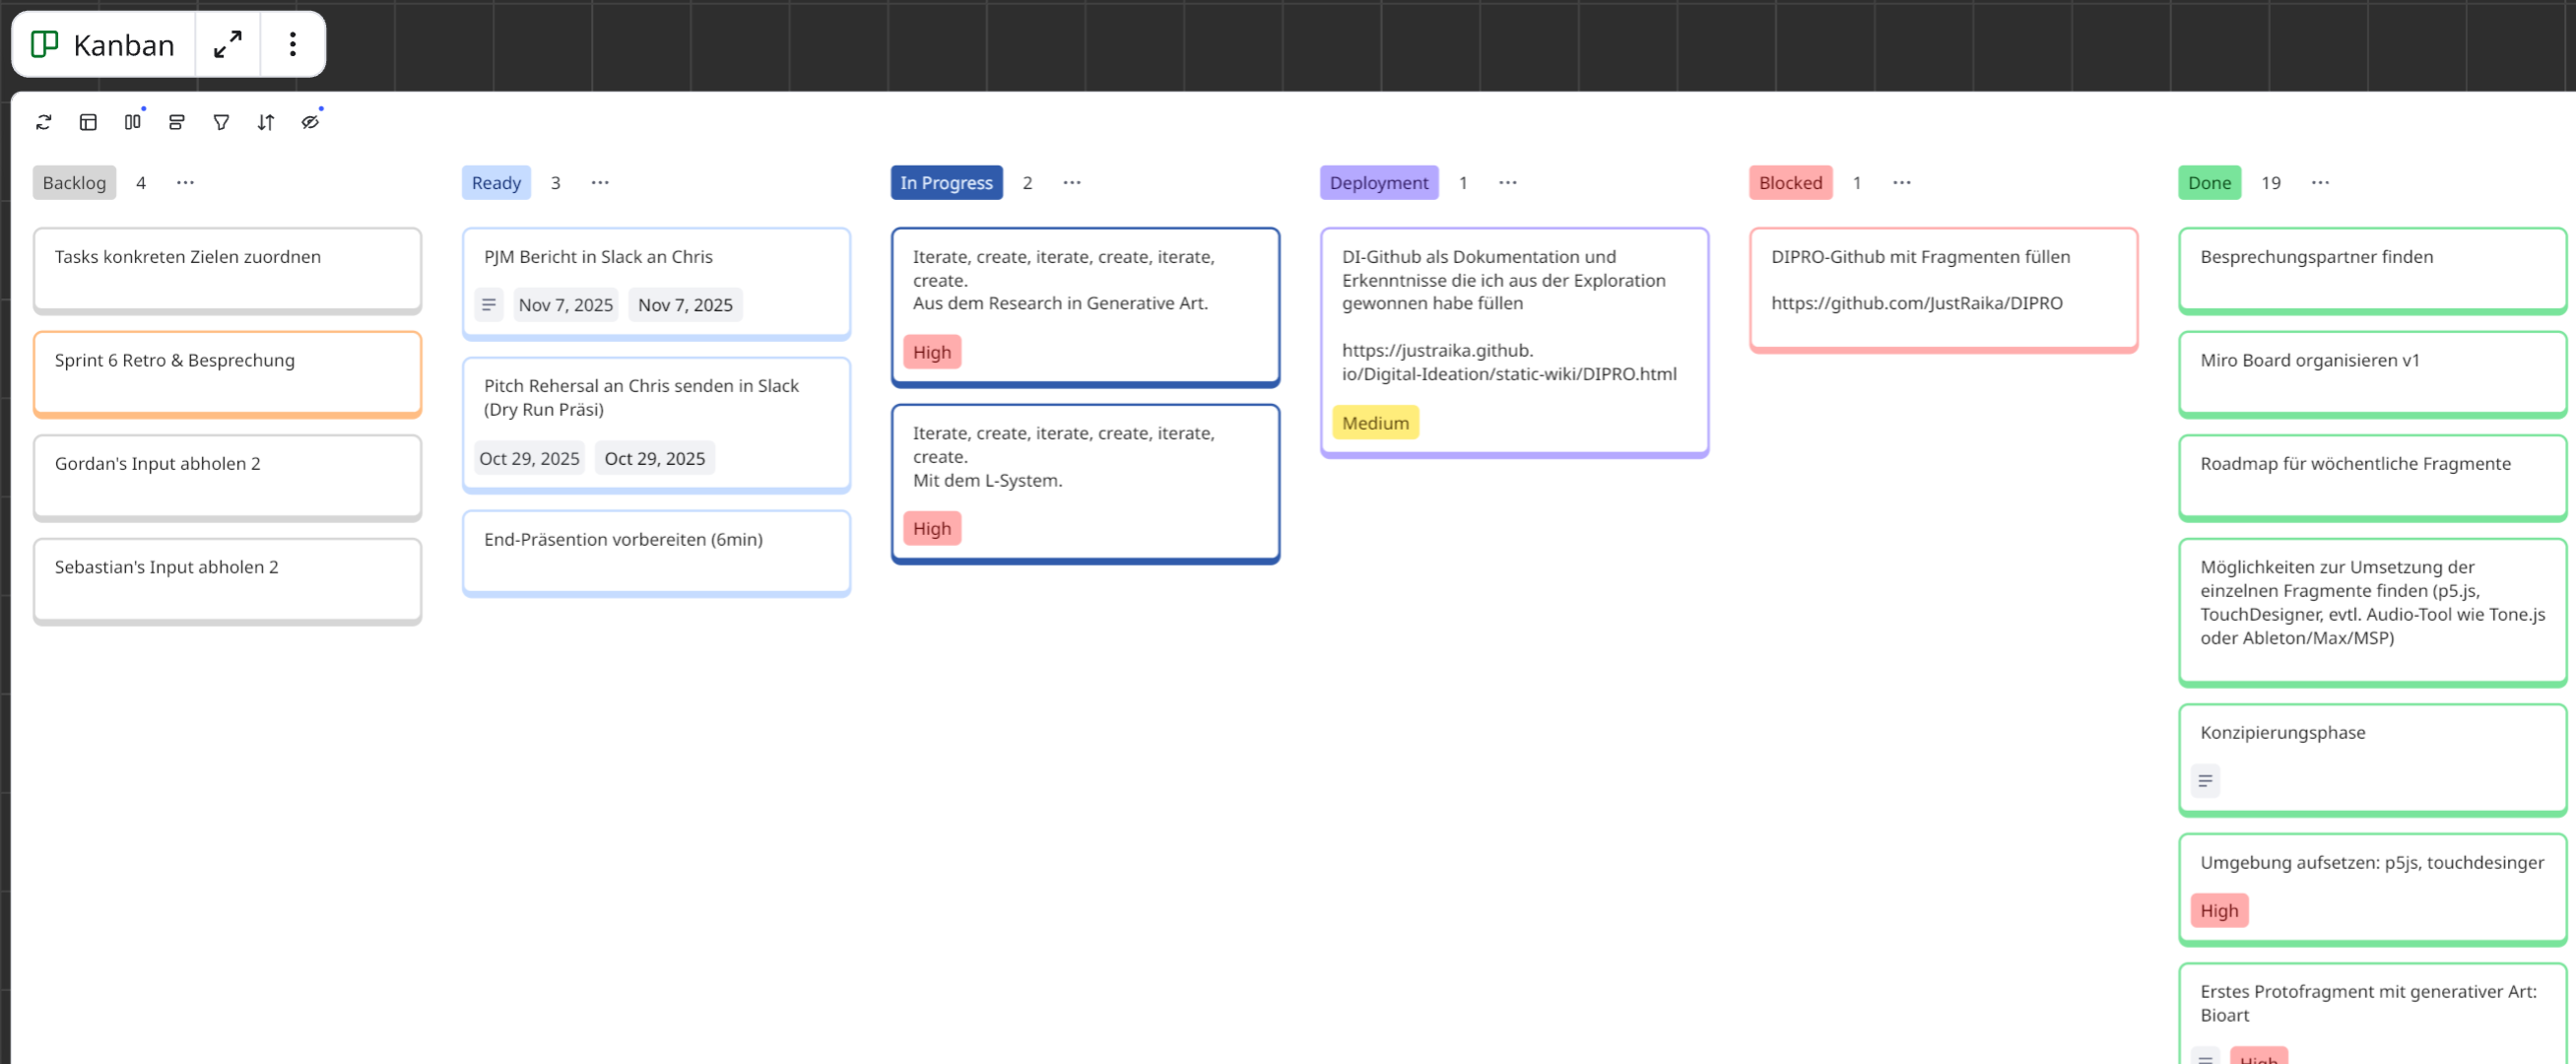 Kanban
Backlog 4
Tasks konkreten Zielen zuordnen
Sprint 6 Retro & Besprechung
Gordan's Input abholen 2
Sebastian's Input abholen 2
Ready 3
PJM Bericht in Slack an Chris
Nov 7, 2025 Nov 7, 2025
Pitch Rehersal an Chris senden in Slack
(Dry Run Präsi)
Oct 29, 2025 Oct 29, 2025
End-Präsention vorbereiten (6min)
In Progress 2
Iterate, create, iterate, create, iterate,
create.
Aus dem Research in Generative Art.
High
Iterate, create, iterate, create, iterate,
create.
Mit dem L-System.
High
Deployment 1
DI-Github als Dokumentation und
Erkenntnisse die ich aus der Exploration
gewonnen habe füllen
https://justraika.github.
io/Digital-Ideation/static-wiki/DIPRO.html
Medium
Blocked 1
DIPRO-Github mit Fragmenten füllen
https://github.com/JustRaika/DIPRO
Done 19
Besprechungspartner finden
Miro Board organisieren v1
Roadmap für wöchentliche Fragmente
Möglichkeiten zur Umsetzung der
einzelnen Fragmente finden (p5.js,
TouchDesigner, evtl. Audio-Tool wie Tone.js
oder Ableton/Max/MSP)
Konzipierungsphase
Umgebung aufsetzen: p5js, touchdesinger
High
Erstes Protofragment mit generativer Art:
Bioart
High